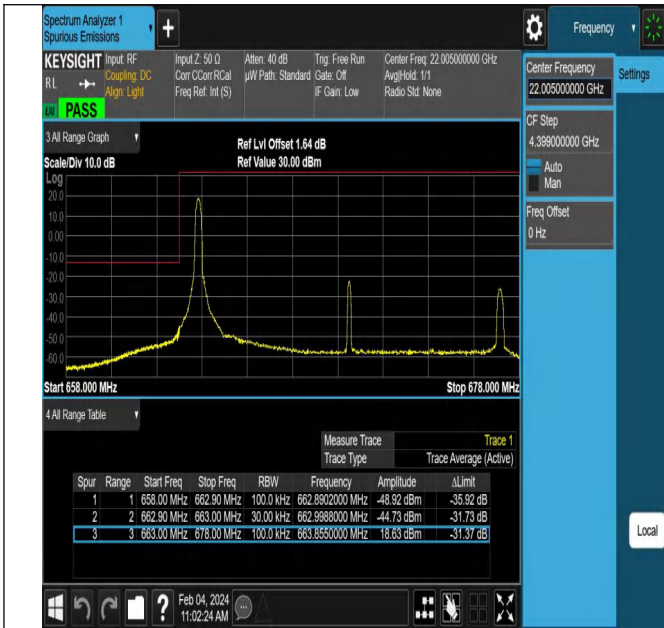 Spectrum Analyzer 1
Spurious Emissions
Frequency
KEYSIGHT Input: RF Input Z: 50 Ω Atten: 40 dB Trig: Free Run Center Freq: 22.005000000 GHz
RL Coupling: DC Corr CCorr RCal µW Path: Standard Gate: Off Avg|Hold: 1/1
Align: Light Freq Ref: Int (S) IF Gain: Low Radio Std: None
PASS
Center Frequency
22.005000000 GHz
Settings
CF Step
4.399000000 GHz
Auto
Man
Freq Offset
0 Hz
3 All Range Graph
Ref Lvl Offset 1.64 dB
Scale/Div 10.0 dB Ref Value 30.00 dBm
Log
20.0
10.0
0.00
-10.0
-20.0
-30.0
-40.0
-50.0
-60.0
Start 658.000 MHz Stop 678.000 MHz
4 All Range Table
Measure Trace Trace 1
Trace Type Trace Average (Active)
Spur Range Start Freq Stop Freq RBW Frequency Amplitude ΔLimit
1 1 658.00 MHz 662.90 MHz 100.0 kHz 662.8902000 MHz -48.92 dBm -35.92 dB
2 2 662.90 MHz 663.00 MHz 30.00 kHz 662.9988000 MHz -44.73 dBm -31.73 dB
3 3 663.00 MHz 678.00 MHz 100.0 kHz 663.8550000 MHz 18.63 dBm -31.37 dB
Local
Feb 04, 2024
11:02:24 AM